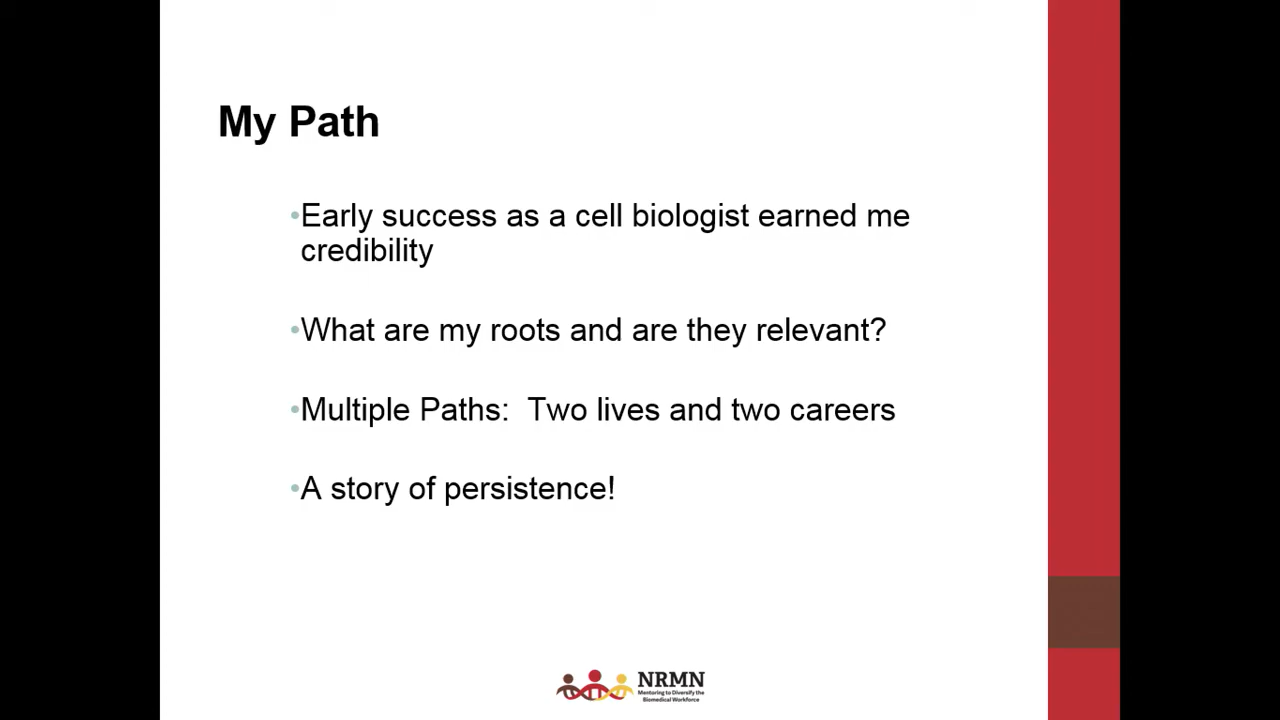 My Path
•Early success as a cell biologist earned me
credibility
•What are my roots and are they relevant?
•Multiple Paths:  Two lives and two careers
•A story of persistence!
NRMN
Mentoring to Diversify the
Biomedical Workforce